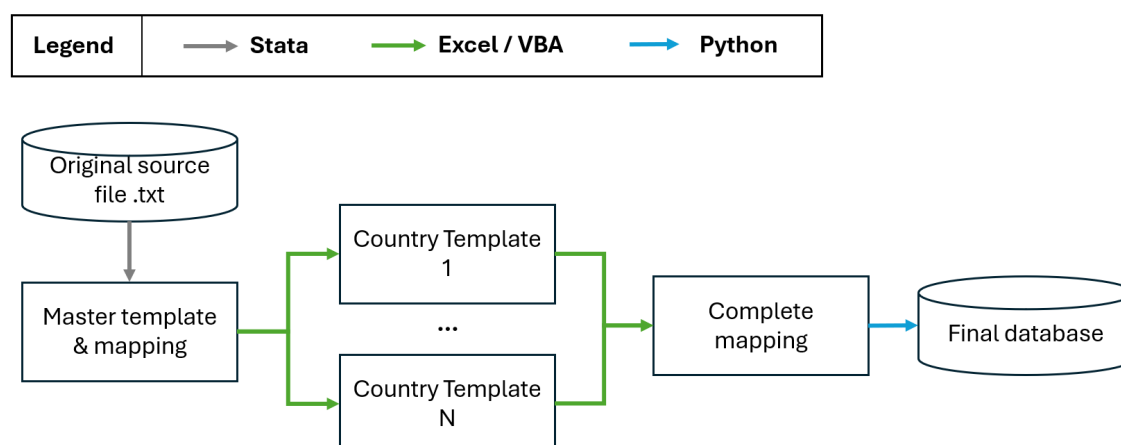 Legend
Stata
Excel / VBA
Python
Original source
file .txt
Master template
& mapping
Country Template
1
...
Country Template
N
Complete
mapping
Final database